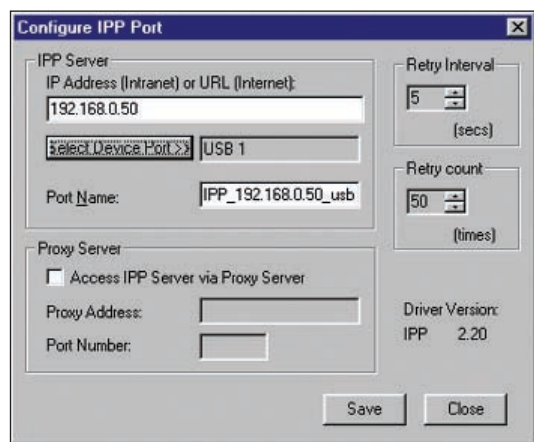 Configure IPP Port
IPP Server
IP Address (Intranet) or URL (Internet):
192.168.0.50
Select Device Port >>
USB 1
Port Name:
IPP_192.168.0.50_usb
Proxy Server
Access IPP Server via Proxy Server
Proxy Address:
Port Number:
Retry Interval
5
(secs)
Retry count
50
(times)
Driver Version:
IPP 2.20
Save
Close